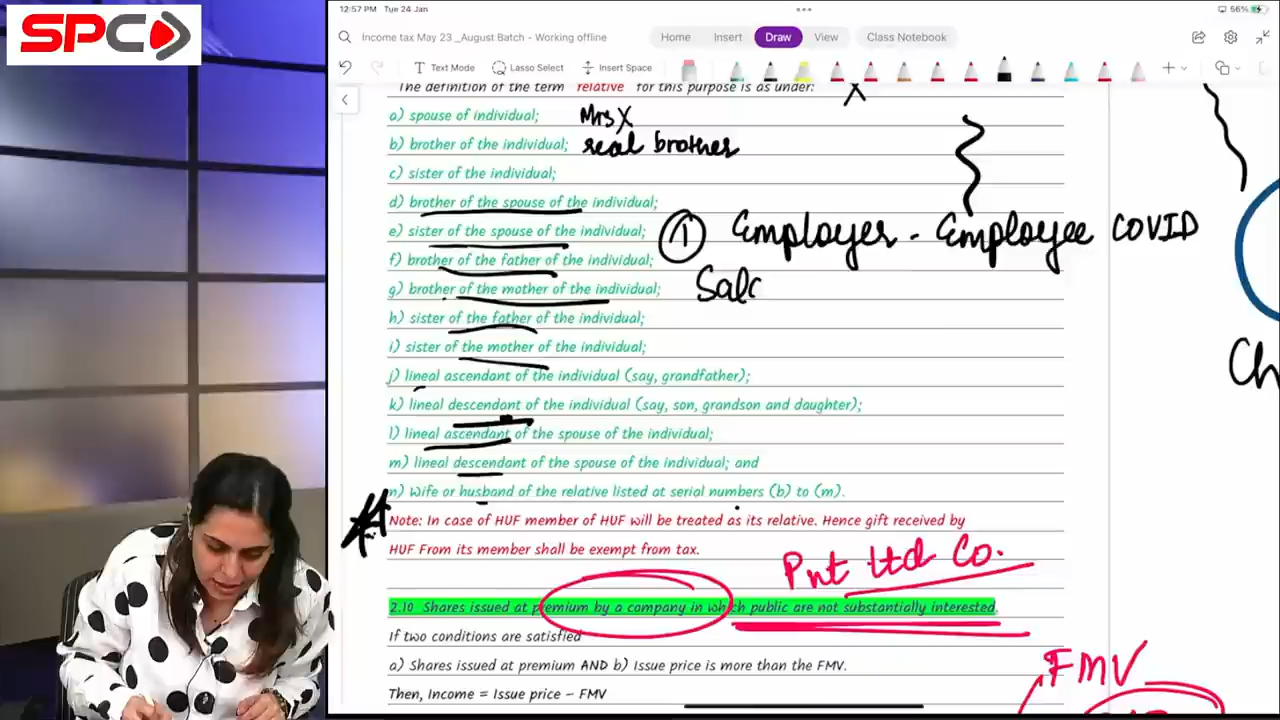 SPC
12:57 PM Tue 24 Jan
56%
Income tax May 23 _August Batch - Working offline
Home Insert Draw View Class Notebook
Text Mode Lasso Select Insert Space
The definition of the term "relative" for this purpose is as under: X
a) spouse of individual; Mrs X
b) brother of the individual; real brother
c) sister of the individual;
d) brother of the spouse of the individual;
e) sister of the spouse of the individual; ① Employer - Employee COVID
f) brother of the father of the individual;
g) brother of the mother of the individual; Sal
h) sister of the father of the individual;
i) sister of the mother of the individual;
j) lineal ascendant of the individual (say, grandfather);
Ch
k) lineal descendant of the individual (say, son, grandson and daughter);
l) lineal ascendant of the spouse of the individual;
m) lineal descendant of the spouse of the individual; and
n) Wife or husband of the relative listed at serial numbers (b) to (m).
Note: In case of HUF member of HUF will be treated as its relative. Hence gift received by
HUF From its member shall be exempt from tax.
Pvt Ltd Co.
2.10 Shares issued at premium by a company in which public are not substantially interested.
If two conditions are satisfied
a) Shares issued at premium AND b) Issue price is more than the FMV.
FMV
Then, Income = Issue price – FMV